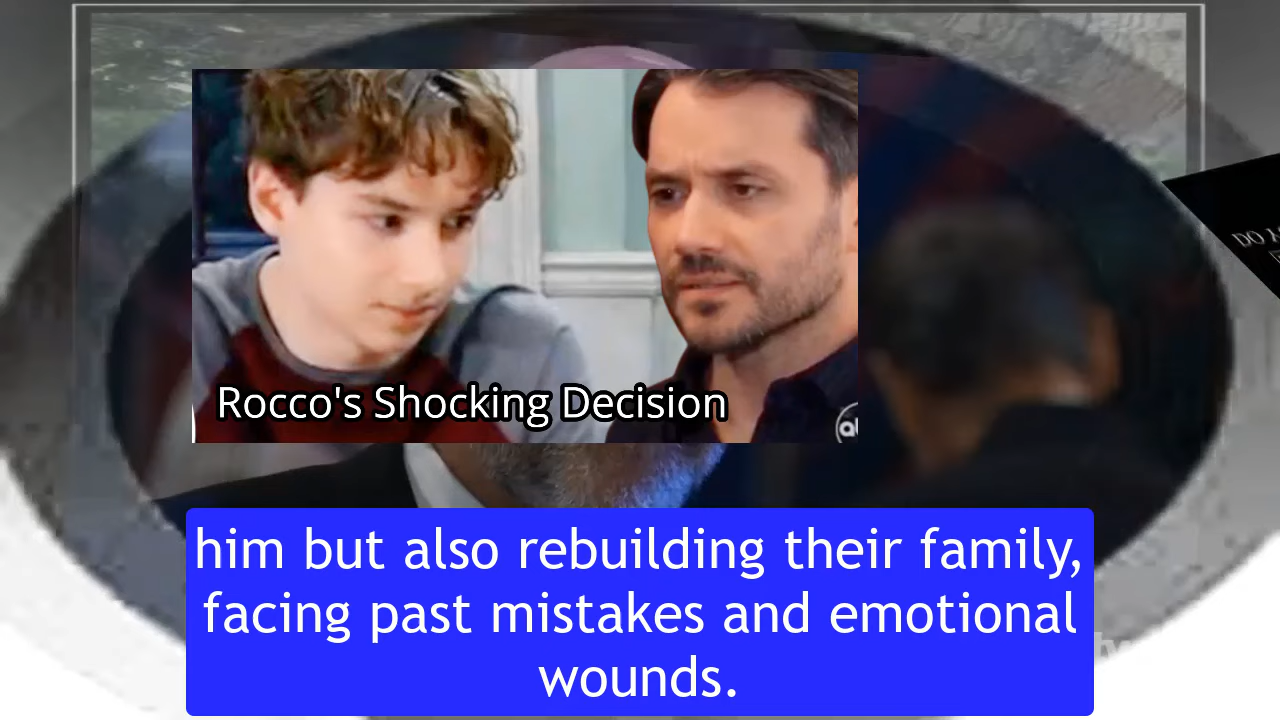 Rocco's Shocking Decision
him but also rebuilding their family,
facing past mistakes and emotional
wounds.